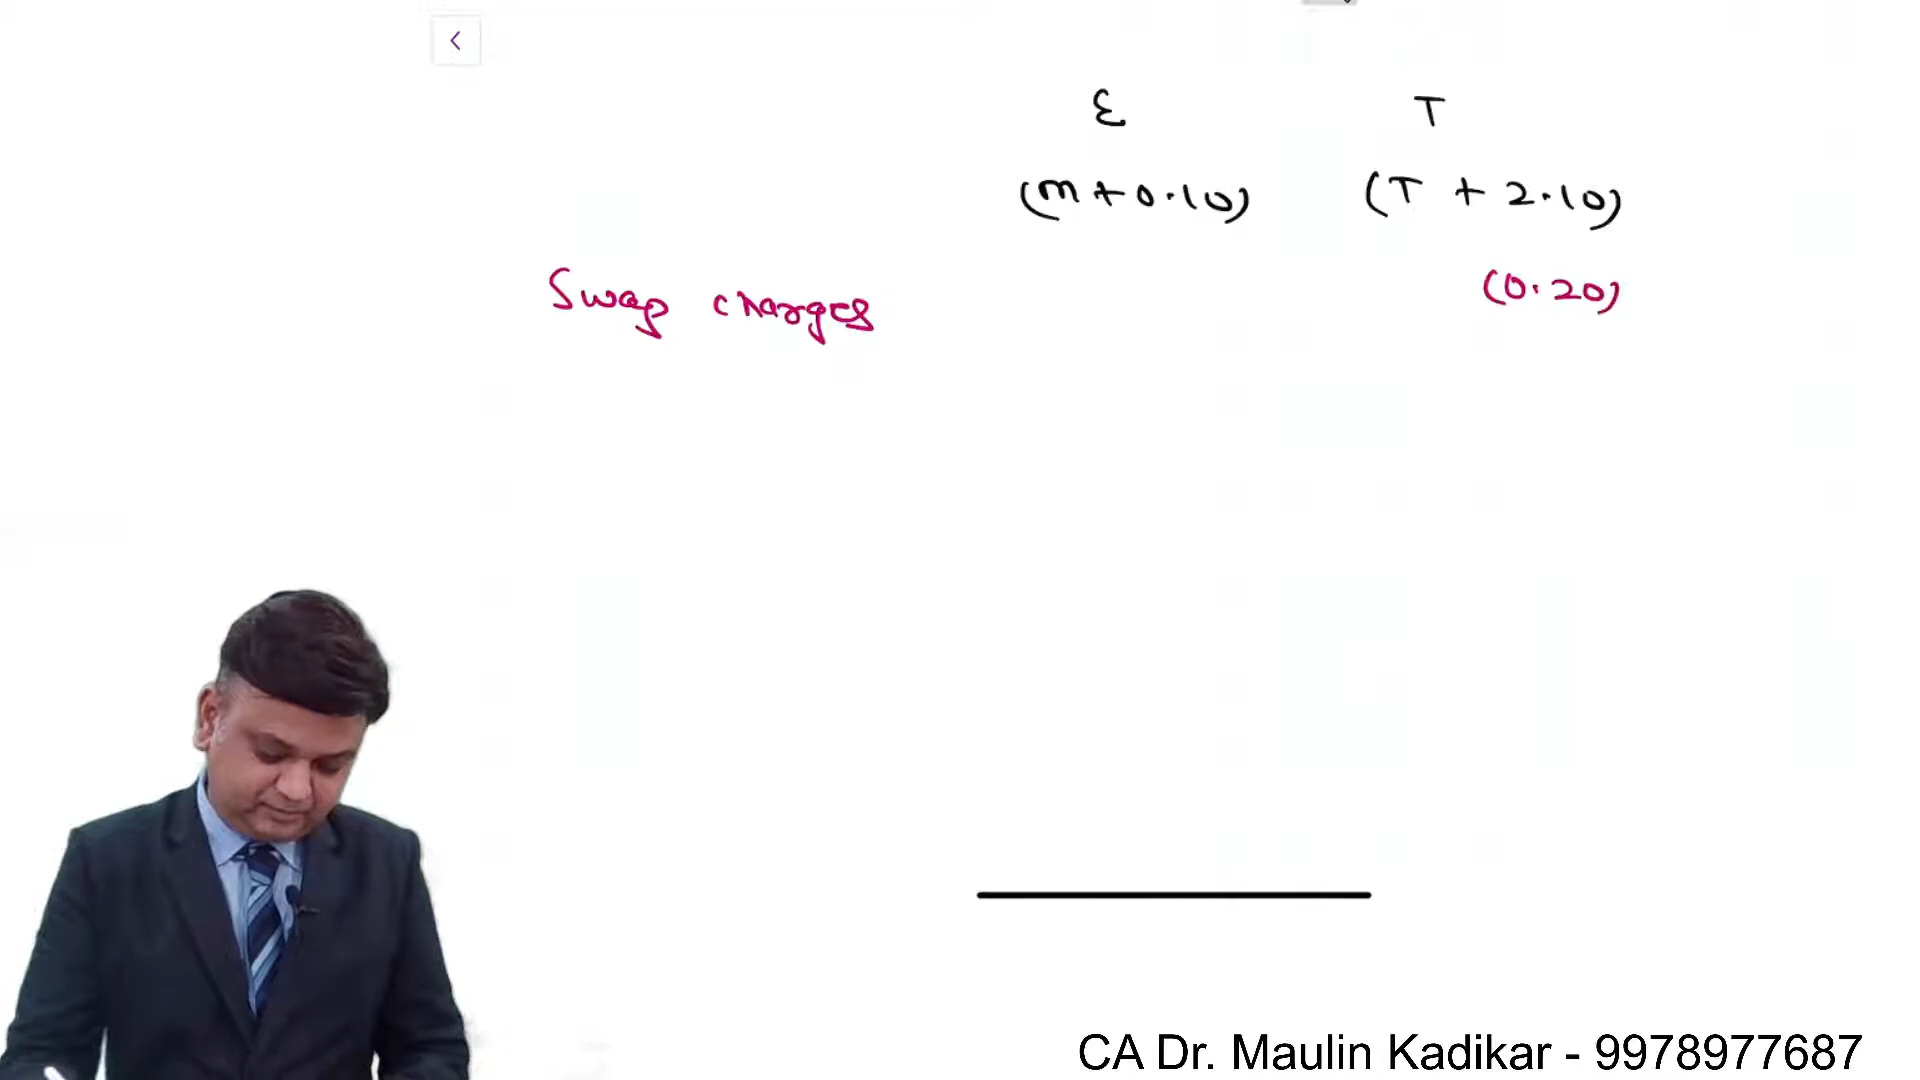 Ɛ T
(m + 0.10) (T + 2.10)
Swap charges (0.20)
CA Dr. Maulin Kadikar - 9978977687